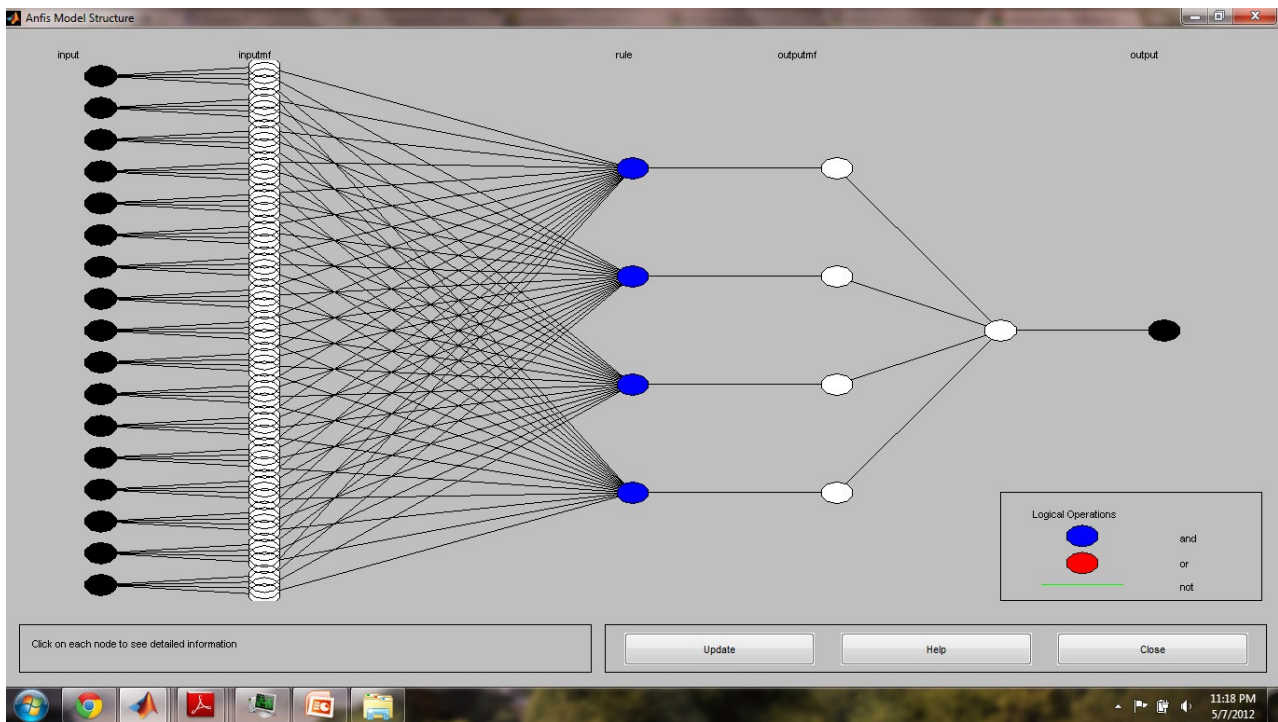 Anfis Model Structure
input inputmf rule outputmf output
Logical Operations
and
or
not
Click on each node to see detailed information
Update Help Close
11:18 PM
5/7/2012